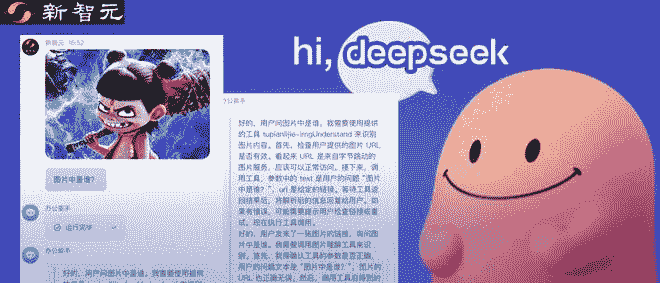 新智元
hi, deepseek
新智元 16:52
图片中是谁？
办公助手
运行完毕
办公助手
办公助手
好的，用户问图片中是谁。我需要使用提供
的工具 tupianlijie-imgUnderstand 来识别
图片内容。首先，检查用户提供的图片 URL
是否有效。看起来 URL 是来自字节跳动的
图片服务，应该可以正常访问。接下来，调
用工具，参数中的 text 是用户的问题“图片
中是谁？”，url 是给定的链接。等待工具返
回结果后，将解析后的信息回复给用户。如
果有错误，可能需要提示用户检查链接或重
试。现在执行工具调用。
好的，用户发来了一张图片的链接，询问图
片中是谁。我需要调用图片理解工具来识
别。首先，我得确认工具的参数是否正确。
用户的问题文本是“图片中是谁？”，图片的
URL 也正确无误。然后，调用工具后得到的
好的，用户问图片中是谁。我需要使用提供